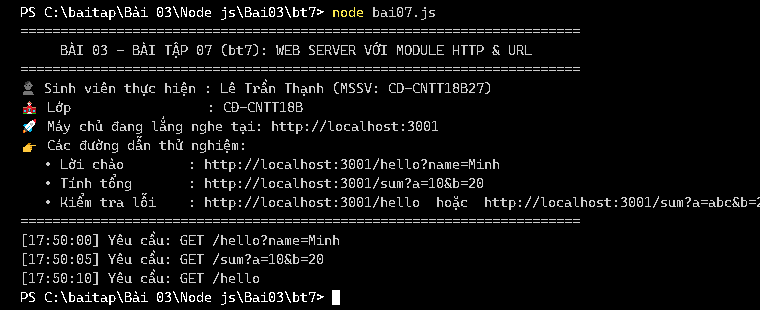 PS C:\baitap\Bài 03\Node js\Bai03\bt7> node bai07.js
======================================================================
BÀI 03 - BÀI TẬP 07 (bt7): WEB SERVER VỚI MODULE HTTP & URL
======================================================================
Sinh viên thực hiện : Lê Trần Thạnh (MSSV: CD-CNTT18B27)
Lớp : CĐ-CNTT18B
Máy chủ đang lắng nghe tại: http://localhost:3001
Các đường dẫn thử nghiệm:
• Lời chào : http://localhost:3001/hello?name=Minh
• Tính tổng : http://localhost:3001/sum?a=10&b=20
• Kiểm tra lỗi : http://localhost:3001/hello hoặc http://localhost:3001/sum?a=abc&b=2
======================================================================
[17:50:00] Yêu cầu: GET /hello?name=Minh
[17:50:05] Yêu cầu: GET /sum?a=10&b=20
[17:50:10] Yêu cầu: GET /hello
PS C:\baitap\Bài 03\Node js\Bai03\bt7>